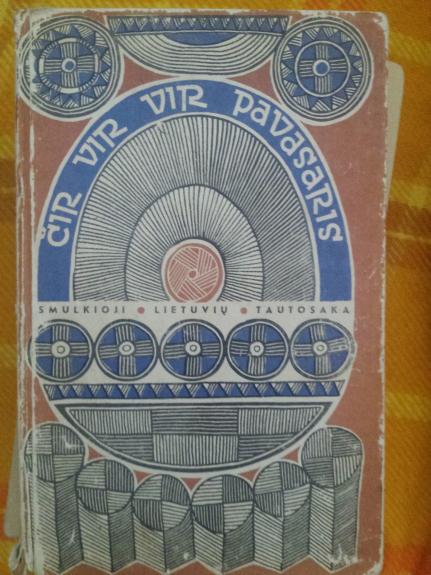 ČIR VIR VIR PAVASARIS
SMULKIOJI • LIETUVIŲ • TAUTOSAKA